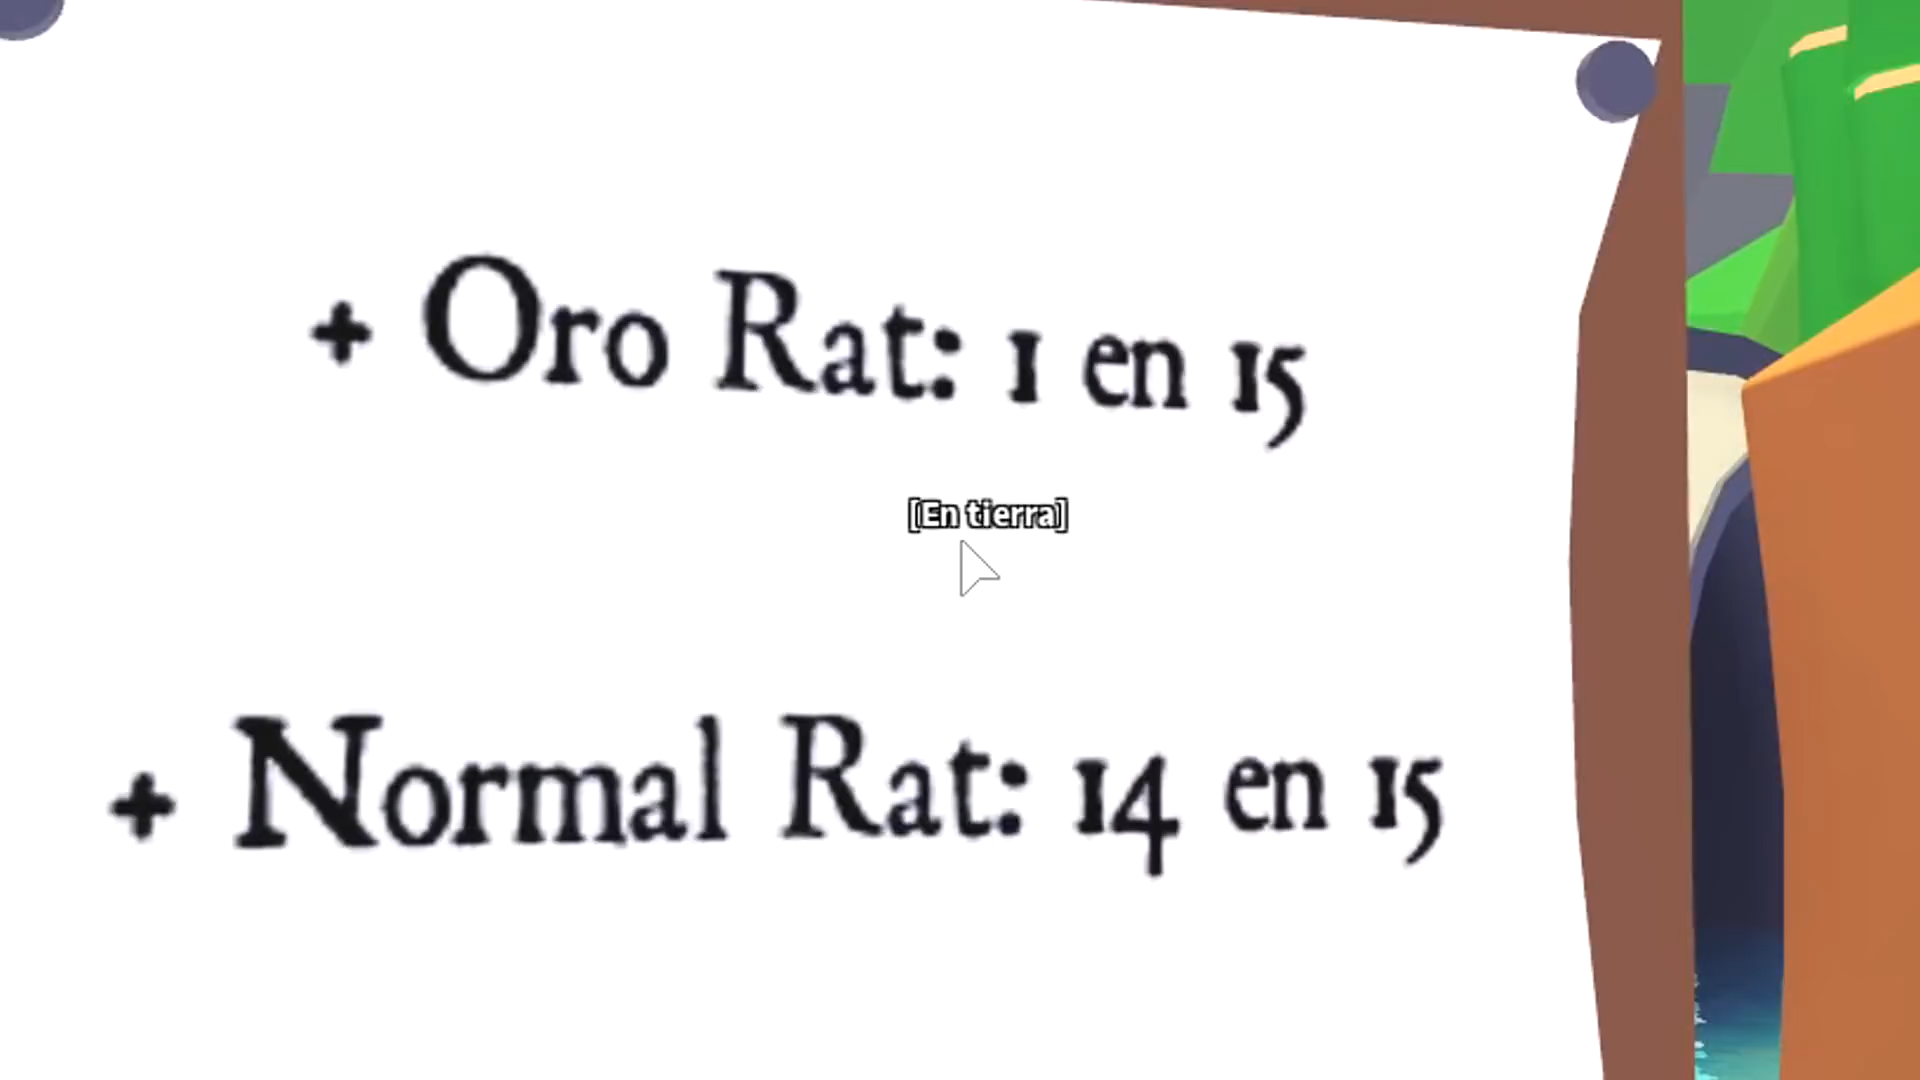 + Oro Rat: 1 en 15
[En tierra]
+ Normal Rat: 14 en 15